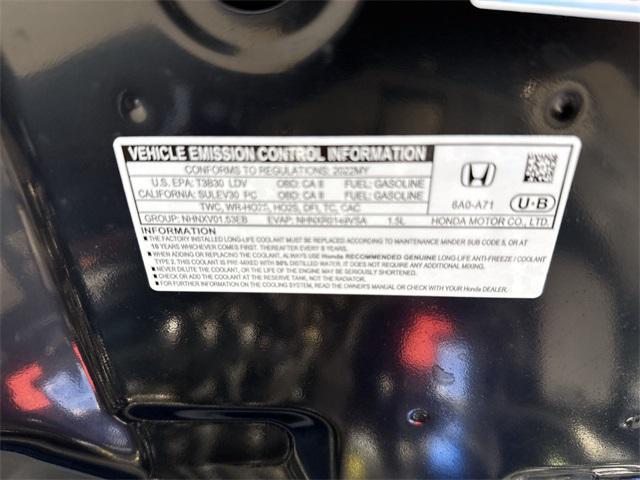 VEHICLE EMISSION CONTROL INFORMATION
CONFORMS TO REGULATIONS: 2022MY
U.S. EPA: T3B30 LDV OBD: CA II FUEL: GASOLINE
CALIFORNIA: SULEV30 PC OBD: CA II FUEL: GASOLINE
TWC, WR-HO2S, HO2S, DFI, TC, CAC
GROUP: NHNXV01.53EB EVAP: 1.5L
6A0-A71
U B
HONDA MOTOR CO., LTD.
■ THE FACTORY INSTALLED LONG-LIFE COOLANT MUST BE REPLACED ACCORDING TO MAINTENANCE MINDER SUB CODE 5, OR AT
10 YEARS WHICHEVER COMES FIRST. THEREAFTER EVERY 5 YEARS.
■ WHEN ADDING OR REPLACING THE COOLANT, ALWAYS USE Honda RECOMMENDED GENUINE LONG-LIFE ANTI-FREEZE / COOLANT
TYPE 2. THIS COOLANT IS PRE-MIXED WITH 50% DISTILLED WATER. IT DOES NOT REQUIRE ANY ADDITIONAL MIXING.
■ NEVER DILUTE THE COOLANT, OR THE LIFE OF THE ENGINE MAY BE SERIOUSLY SHORTENED.
■ CHECK OR ADD THE COOLANT AT THE RESERVE TANK, NOT THE RADIATOR.
■ FOR FURTHER INFORMATION ON THE COOLING SYSTEM, READ THE OWNER'S MANUAL OR CHECK WITH YOUR Honda DEALER.